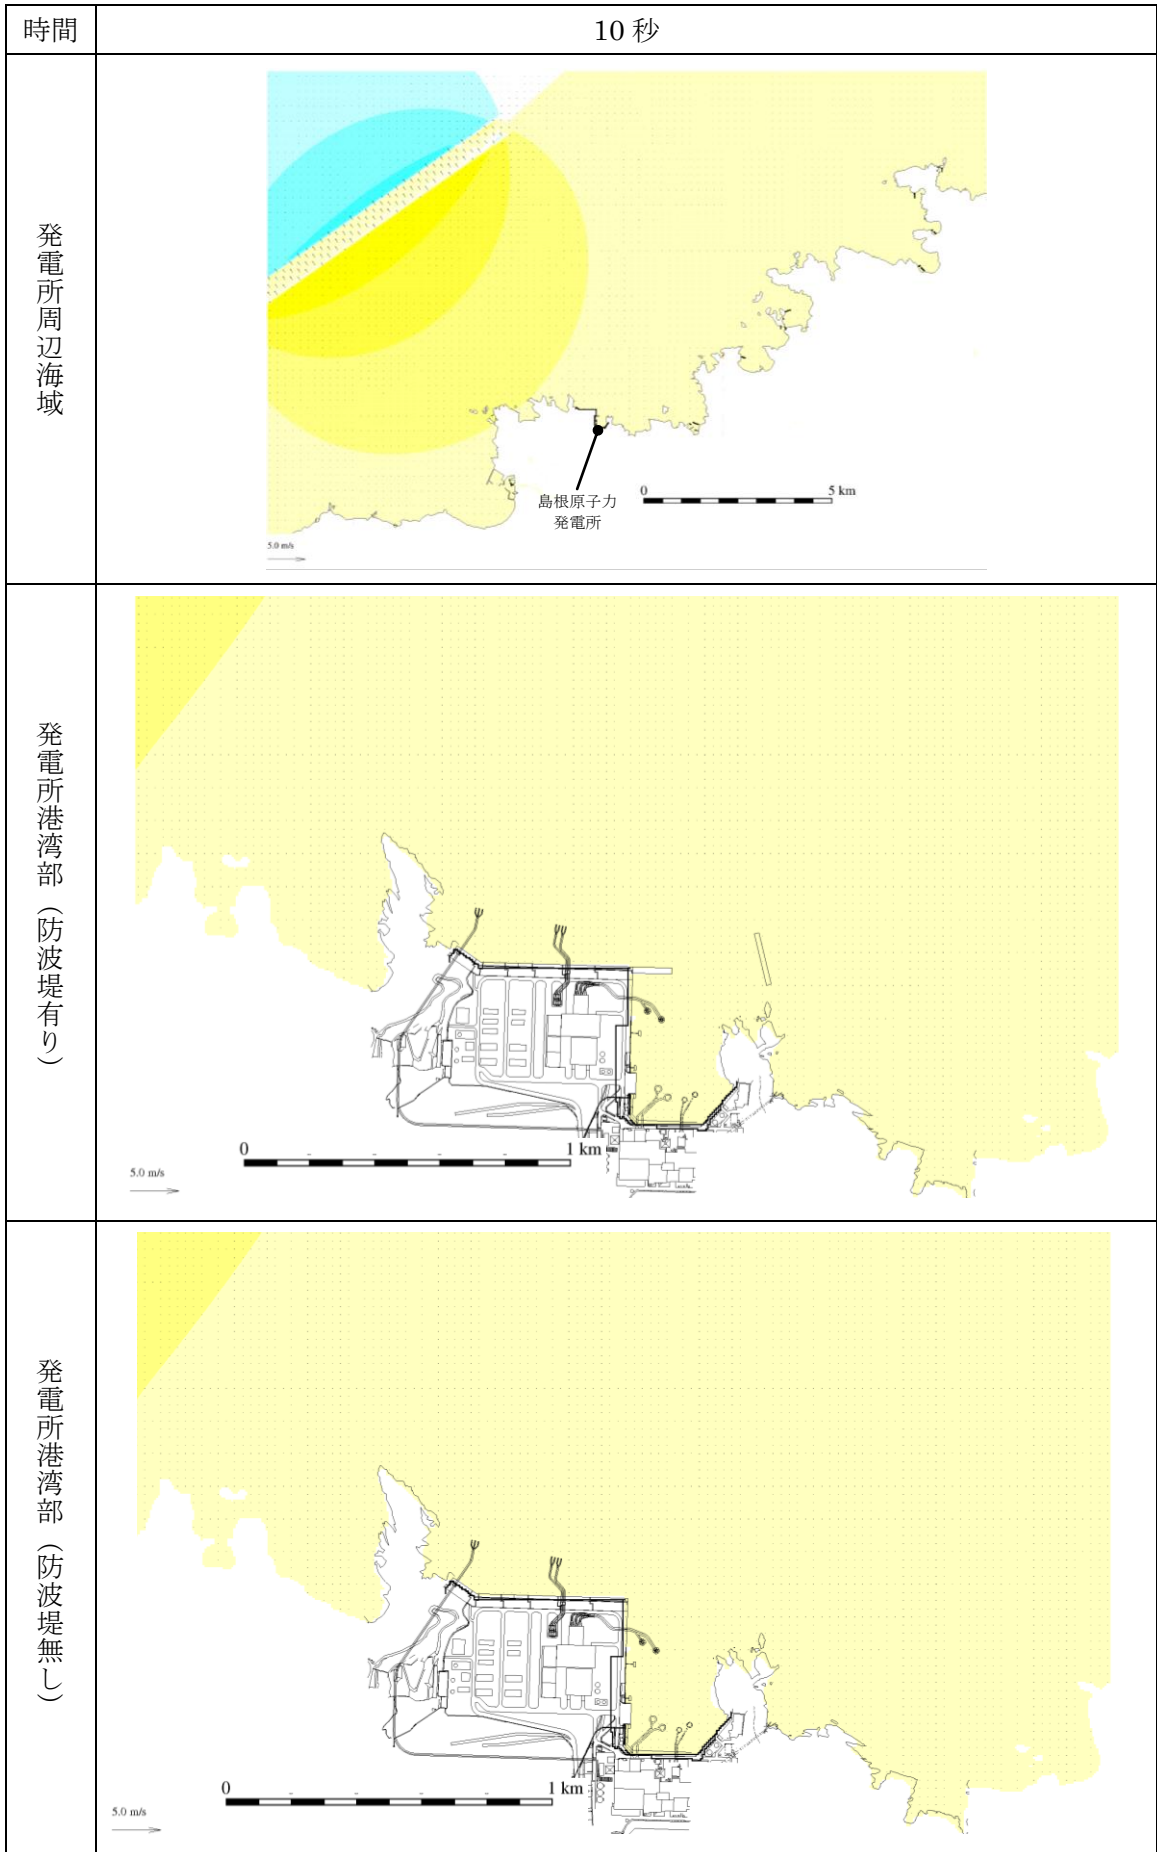 時間
10 秒
発電所周辺海域
島根原子力
発電所
0
5 km
5.0 m/s
発電所港湾部（防波堤有り）
0
1 km
5.0 m/s
発電所港湾部（防波堤無し）
0
1 km
5.0 m/s